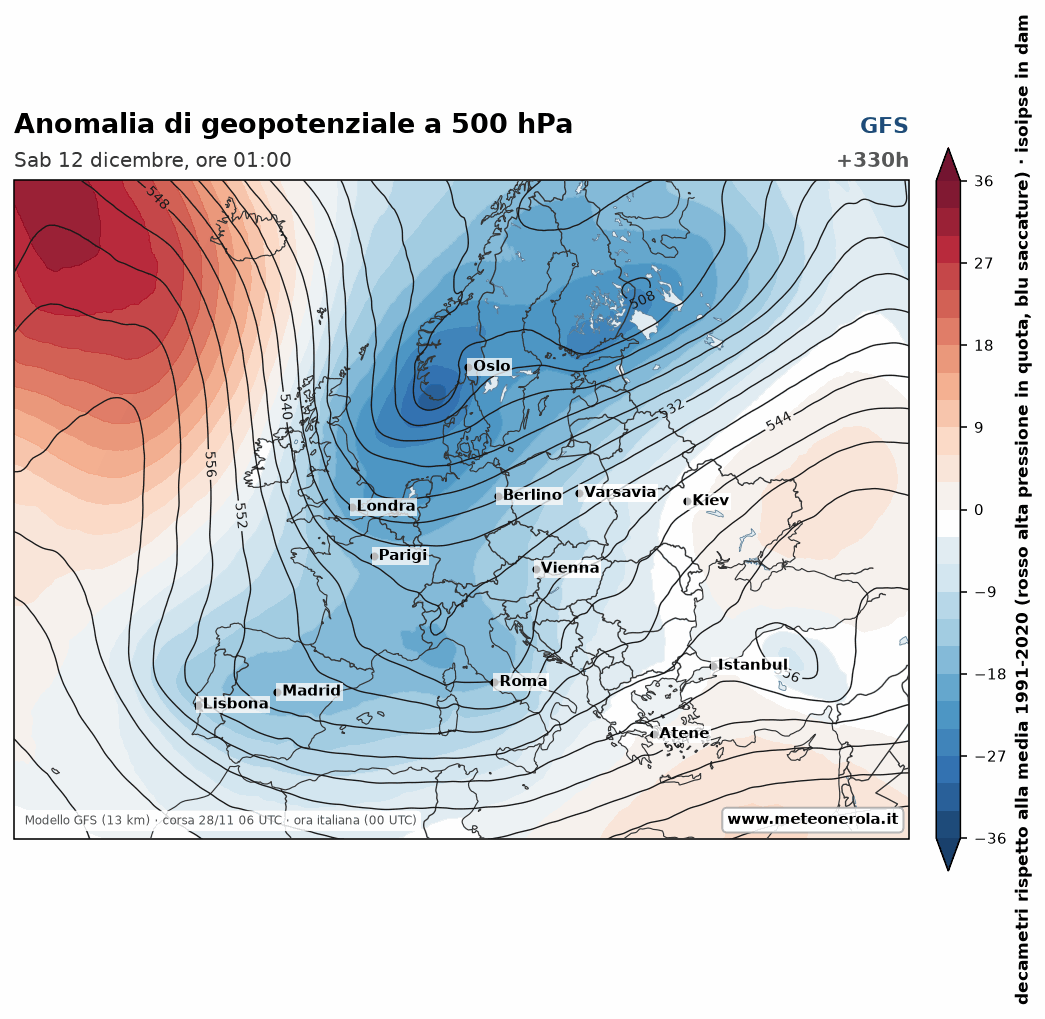 Anomalia di geopotenziale a 500 hPa
GFS
Sab 12 dicembre, ore 01:00
+330h
548
508
Oslo
540
532
544
556
Londra
Berlino
Varsavia
Kiev
552
Parigi
Vienna
Istanbul
Madrid
Roma
Lisbona
Atene
Modello GFS (13 km) · corsa 28/11 06 UTC · ora italiana (00 UTC)
www.meteonerola.it
36
27
18
9
0
−9
−18
−27
−36
decametri rispetto alla media 1991-2020 (rosso alta pressione in quota, blu saccature) · isoipse in dam